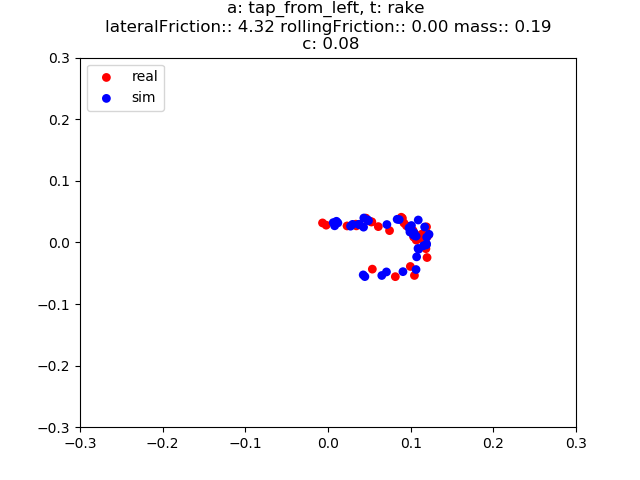 a: tap_from_left, t: rake
lateralFriction:: 4.32 rollingFriction:: 0.00 mass:: 0.19
c: 0.08
real
sim
0.3
0.2
0.1
0.0
−0.1
−0.2
−0.3
−0.3
−0.2
−0.1
0.0
0.1
0.2
0.3